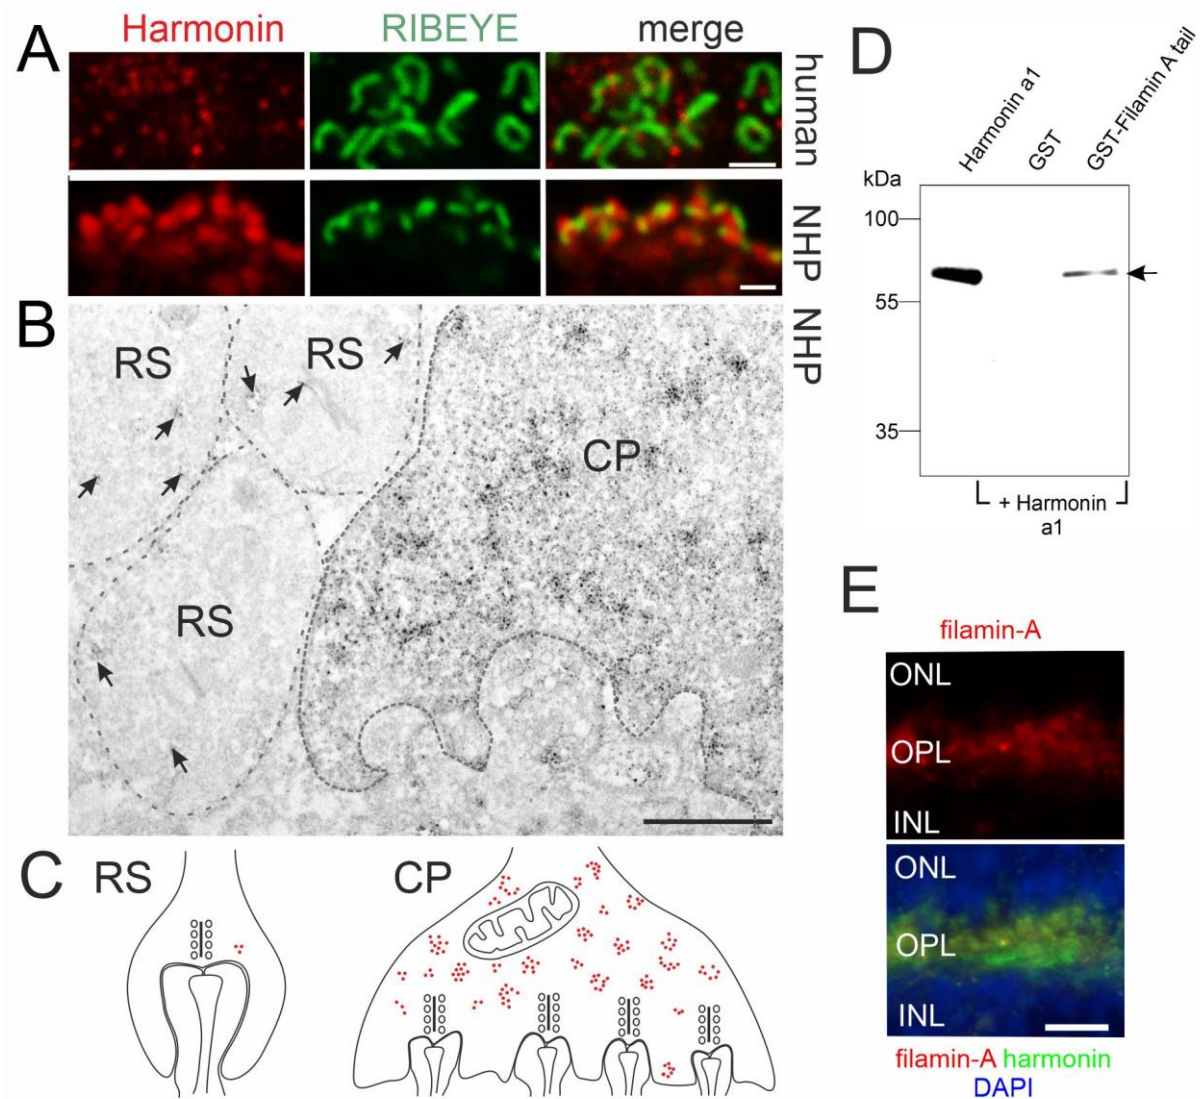 A
Harmonin
RIBEYE
merge
human
NHP
B
NHP
RS
RS
RS
CP
C
RS
CP
D
Harmonin a1
GST
GST-Filamin A tail
kDa
100
55
35
+ Harmonin
a1
E
filamin-A
ONL
OPL
INL
ONL
OPL
INL
filamin-A harmonin
DAPI